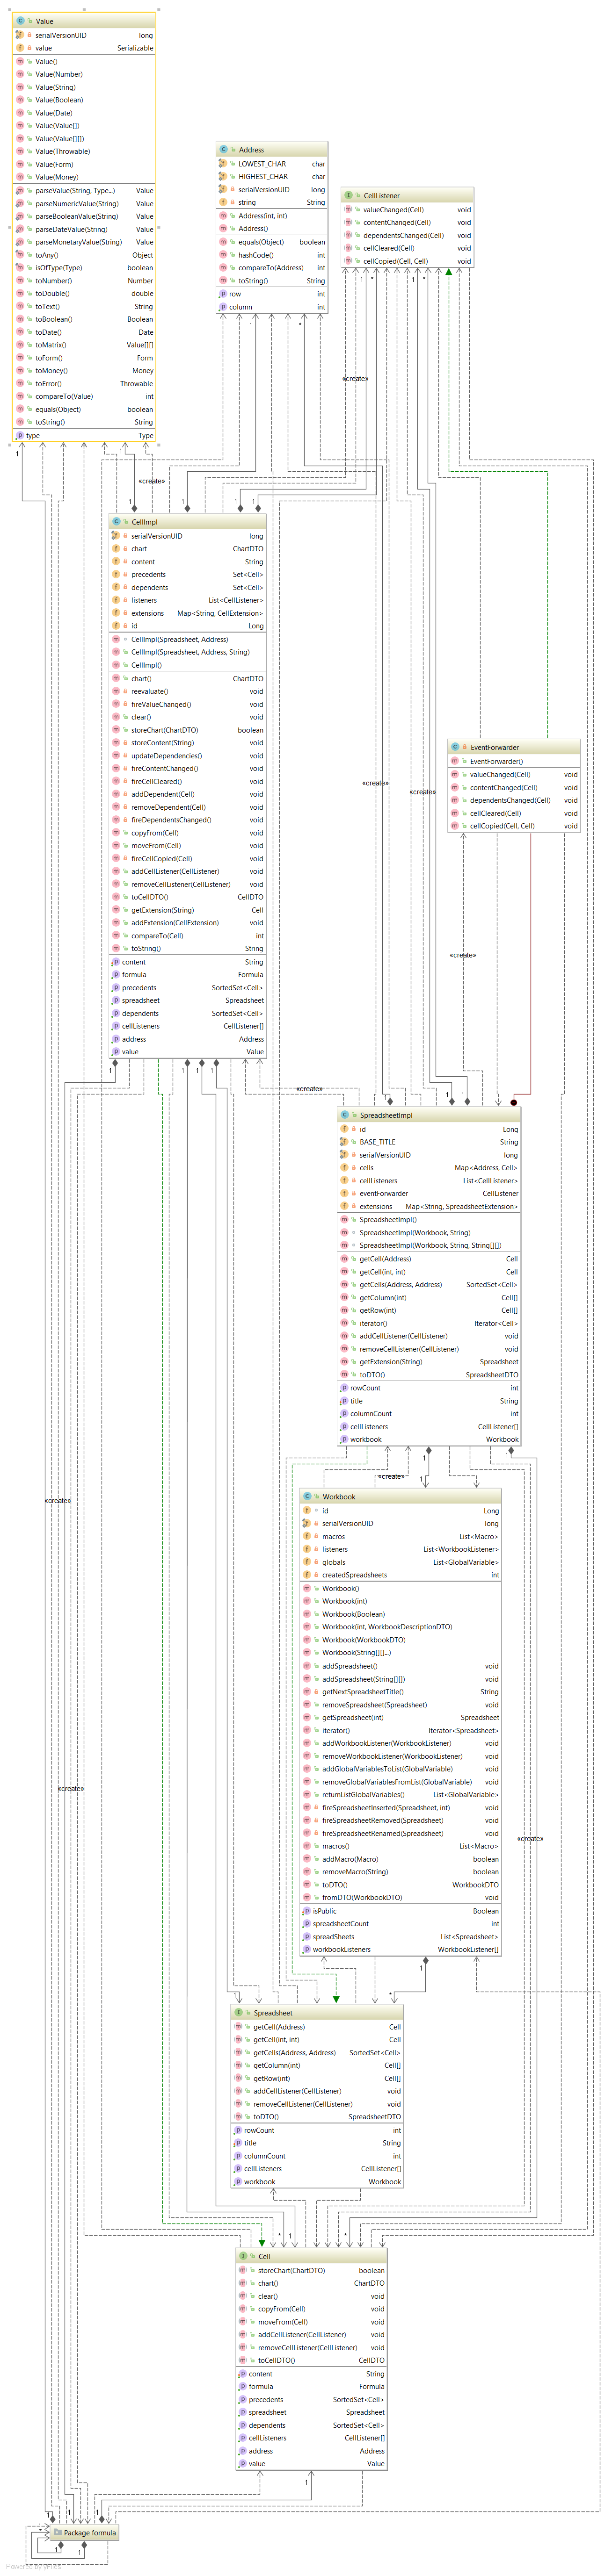 Value
serialVersionUID long
value Serializable
Value()
Value(Number)
Value(String)
Value(Boolean)
Value(Date)
Value(Value[])
Value(Value[][])
Value(Throwable)
Value(Form)
Value(Money)
parseValue(String, Type...) Value
parseNumericValue(String) Value
parseBooleanValue(String) Value
parseDateValue(String) Value
parseMonetaryValue(String) Value
toAny() Object
isOfType(Type) boolean
toNumber() Number
toDouble() double
toText() String
toBoolean() Boolean
toDate() Date
toMatrix() Value[][]
toForm() Form
toMoney() Money
toError() Throwable
compareTo(Value) int
equals(Object) boolean
toString() String
type Type
Address
LOWEST_CHAR char
HIGHEST_CHAR char
serialVersionUID long
string String
Address(int, int)
Address()
equals(Object) boolean
hashCode() int
compareTo(Address) int
toString() String
row int
column int
CellListener
valueChanged(Cell) void
contentChanged(Cell) void
dependentsChanged(Cell) void
cellCleared(Cell) void
cellCopied(Cell, Cell) void
«create»
«create»
CellImpl
serialVersionUID long
chart ChartDTO
content String
precedents Set<Cell>
dependents Set<Cell>
listeners List<CellListener>
extensions Map<String, CellExtension>
id Long
CellImpl(Spreadsheet, Address)
CellImpl(Spreadsheet, Address, String)
CellImpl()
chart() ChartDTO
reevaluate() void
fireValueChanged() void
clear() void
storeChart(ChartDTO) boolean
storeContent(String) void
updateDependencies() void
fireContentChanged() void
fireCellCleared() void
addDependent(Cell) void
removeDependent(Cell) void
fireDependentsChanged() void
copyFrom(Cell) void
moveFrom(Cell) void
fireCellCopied(Cell) void
addCellListener(CellListener) void
removeCellListener(CellListener) void
toCellDTO() CellDTO
getExtension(String) Cell
addExtension(CellExtension) void
compareTo(Cell) int
toString() String
content String
formula Formula
precedents SortedSet<Cell>
spreadsheet Spreadsheet
dependents SortedSet<Cell>
cellListeners CellListener[]
address Address
value Value
EventForwarder
EventForwarder()
valueChanged(Cell) void
contentChanged(Cell) void
dependentsChanged(Cell) void
cellCleared(Cell) void
cellCopied(Cell, Cell) void
«create»
«create»
«create»
«create»
SpreadsheetImpl
id Long
BASE_TITLE String
serialVersionUID long
cells Map<Address, Cell>
cellListeners List<CellListener>
eventForwarder CellListener
extensions Map<String, SpreadsheetExtension>
SpreadsheetImpl()
SpreadsheetImpl(Workbook, String)
SpreadsheetImpl(Workbook, String, String[][])
getCell(Address) Cell
getCell(int, int) Cell
getCells(Address, Address) SortedSet<Cell>
getColumn(int) Cell[]
getRow(int) Cell[]
iterator() Iterator<Cell>
addCellListener(CellListener) void
removeCellListener(CellListener) void
getExtension(String) Spreadsheet
toDTO() SpreadsheetDTO
rowCount int
title String
columnCount int
cellListeners CellListener[]
workbook Workbook
«create»
Workbook
id Long
serialVersionUID long
macros List<Macro>
listeners List<WorkbookListener>
globals List<GlobalVariable>
createdSpreadsheets int
Workbook()
Workbook(int)
Workbook(Boolean)
Workbook(int, WorkbookDescriptionDTO)
Workbook(WorkbookDTO)
Workbook(String[][]...)
addSpreadsheet() void
addSpreadsheet(String[][]) void
getNextSpreadsheetTitle() String
removeSpreadsheet(Spreadsheet) void
getSpreadsheet(int) Spreadsheet
iterator() Iterator<Spreadsheet>
addWorkbookListener(WorkbookListener) void
removeWorkbookListener(WorkbookListener) void
addGlobalVariablesToList(GlobalVariable) void
removeGlobalVariablesFromList(GlobalVariable) void
returnListGlobalVariables() List<GlobalVariable>
fireSpreadsheetInserted(Spreadsheet, int) void
fireSpreadsheetRemoved(Spreadsheet) void
fireSpreadsheetRenamed(Spreadsheet) void
macros() List<Macro>
addMacro(Macro) boolean
removeMacro(String) boolean
toDTO() WorkbookDTO
fromDTO(WorkbookDTO) void
isPublic Boolean
spreadsheetCount int
spreadSheets List<Spreadsheet>
workbookListeners WorkbookListener[]
«create»
«create»
«create»
Spreadsheet
getCell(Address) Cell
getCell(int, int) Cell
getCells(Address, Address) SortedSet<Cell>
getColumn(int) Cell[]
getRow(int) Cell[]
addCellListener(CellListener) void
removeCellListener(CellListener) void
toDTO() SpreadsheetDTO
rowCount int
title String
columnCount int
cellListeners CellListener[]
workbook Workbook
Cell
storeChart(ChartDTO) boolean
chart() ChartDTO
clear() void
copyFrom(Cell) void
moveFrom(Cell) void
addCellListener(CellListener) void
removeCellListener(CellListener) void
toCellDTO() CellDTO
content String
formula Formula
precedents SortedSet<Cell>
spreadsheet Spreadsheet
dependents SortedSet<Cell>
cellListeners CellListener[]
address Address
value Value
Package formula
Powered by yFiles